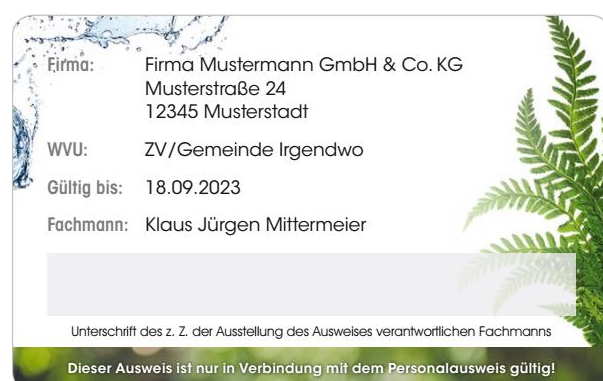 Firma: Firma Mustermann GmbH & Co. KG
Musterstraße 24
12345 Musterstadt
WVU: ZV/Gemeinde Irgendwo
Gültig bis: 18.09.2023
Fachmann: Klaus Jürgen Mittermeier
Unterschrift des z. Z. der Ausstellung des Ausweises verantwortlichen Fachmanns
Dieser Ausweis ist nur in Verbindung mit dem Personalausweis gültig!